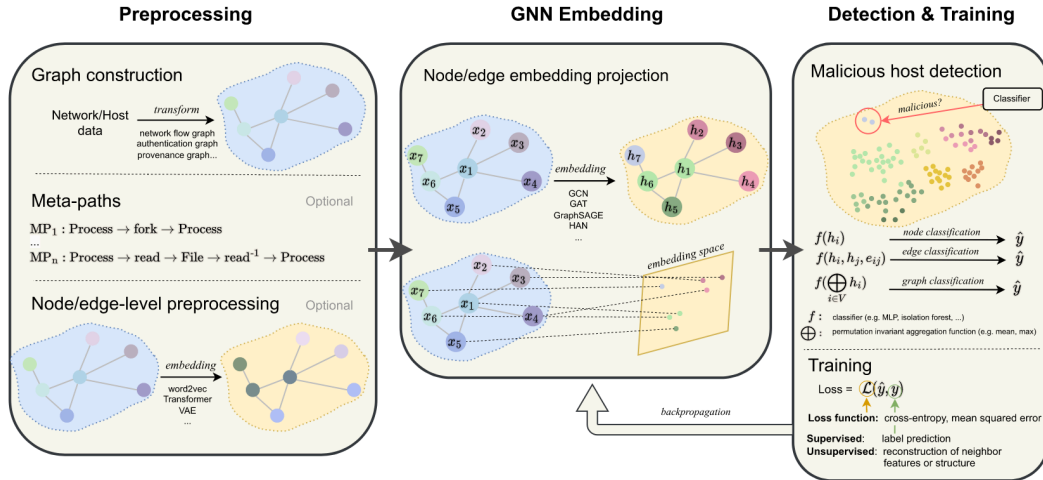 Preprocessing
Graph construction
Network/Host
data
transform
network flow graph
authentication graph
provenance graph...
Meta-paths
Optional
MP₁ : Process → fork → Process
...
MPₙ : Process → read → File → read⁻¹ → Process
Node/edge-level preprocessing
Optional
embedding
word2vec
Transformer
VAE
...
GNN Embedding
Node/edge embedding projection
x₂
x₃
x₇
x₁
x₆
x₄
x₅
embedding
GCN
GAT
GraphSAGE
HAN
...
h₂
h₃
h₇
h₁
h₆
h₄
h₅
x₂
x₃
x₇
x₁
x₆
x₄
x₅
embedding space
backpropagation
Detection & Training
Malicious host detection
malicious?
Classifier
f(hᵢ) node classification ŷ
f(hᵢ, hⱼ, eᵢⱼ) edge classification ŷ
f(⨁ hᵢ) graph classification ŷ
i∈V
f : classifier (e.g. MLP, isolation forest, ...)
⨁ : permutation invariant aggregation function (e.g. mean, max)
Training
Loss = ℒ(ŷ, y)
Loss function: cross-entropy, mean squared error
Supervised: label prediction
Unsupervised: reconstruction of neighbor
features or structure